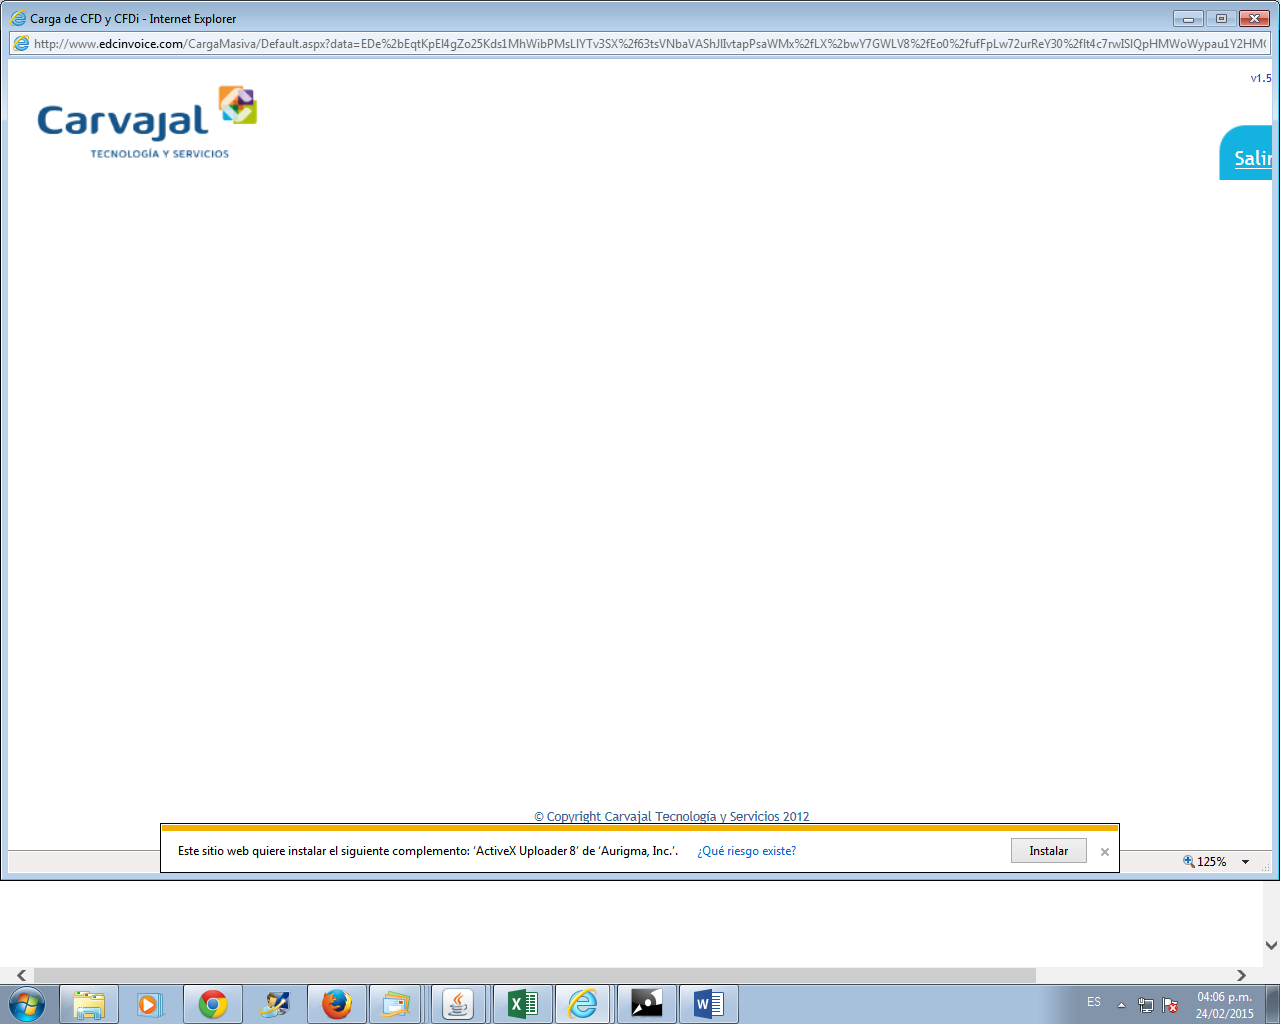 Carga de CFD y CFDi - Internet Explorer
http://www.edcinvoice.com/CargaMasiva/Default.aspx?data=EDe%2bEqtKpEl4gZo25Kds1MhWibPMsLlYTv3SX%2f63tsVNbaVAShJlIvtapPsaWMx%2fLX%2bwY7GWLV8%2fEo0%2fufFpLw72urReY30%2flt4c7rwISlQpHMWoWypau1Y2HM
v1.5
Carvajal
TECNOLOGÍA Y SERVICIOS
Salir
© Copyright Carvajal Tecnología y Servicios 2012
Este sitio web quiere instalar el siguiente complemento: 'ActiveX Uploader 8' de 'Aurigma, Inc.'. ¿Qué riesgo existe? Instalar
125%
ES
04:06 p.m.
24/02/2015